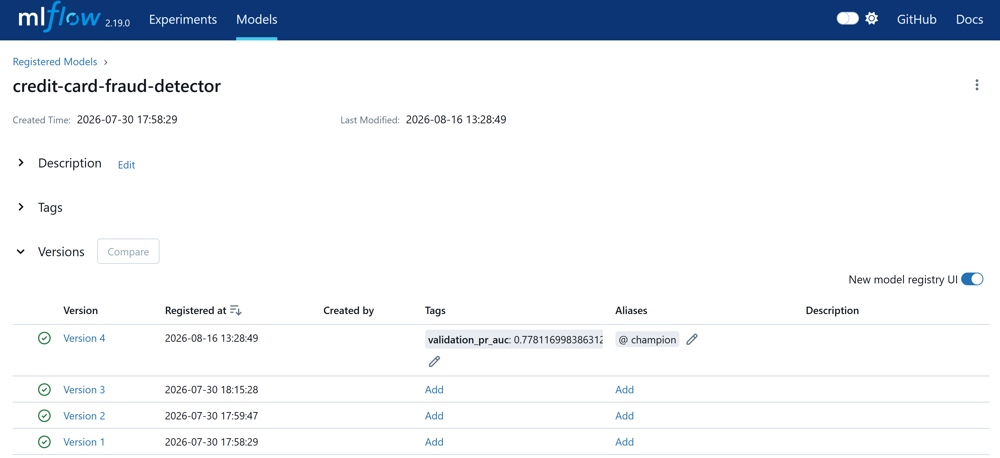 mlflow 2.19.0 Experiments Models GitHub Docs
Registered Models
credit-card-fraud-detector
Created Time: 2026-07-30 17:58:29 Last Modified: 2026-08-16 13:28:49
Description Edit
Tags
Versions Compare
New model registry UI
Version Registered at Created by Tags Aliases Description
Version 4 2026-08-16 13:28:49 validation_pr_auc: 0.778116998386312 @ champion
Version 3 2026-07-30 18:15:28 Add Add
Version 2 2026-07-30 17:59:47 Add Add
Version 1 2026-07-30 17:58:29 Add Add